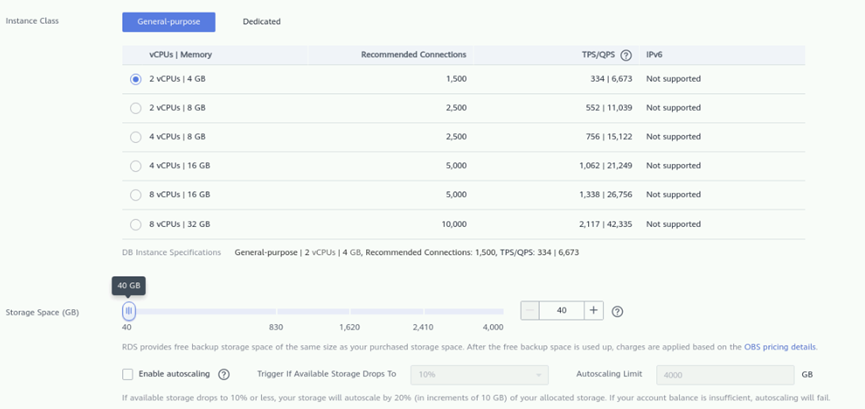 Instance Class General-purpose Dedicated
vCPUs | Memory Recommended Connections TPS/QPS ? IPv6
2 vCPUs | 4 GB 1,500 334 | 6,673 Not supported
2 vCPUs | 8 GB 2,500 552 | 11,039 Not supported
4 vCPUs | 8 GB 2,500 756 | 15,122 Not supported
4 vCPUs | 16 GB 5,000 1,062 | 21,249 Not supported
8 vCPUs | 16 GB 5,000 1,338 | 26,756 Not supported
8 vCPUs | 32 GB 10,000 2,117 | 42,335 Not supported
DB Instance Specifications General-purpose | 2 vCPUs | 4 GB, Recommended Connections: 1,500, TPS/QPS: 334 | 6,673
40 GB
Storage Space (GB) − 40 + ?
40 830 1,620 2,410 4,000
RDS provides free backup storage space of the same size as your purchased storage space. After the free backup space is used up, charges are applied based on the OBS pricing details.
Enable autoscaling ? Trigger If Available Storage Drops To 10% Autoscaling Limit 4000 GB
If available storage drops to 10% or less, your storage will autoscale by 20% (in increments of 10 GB) of your allocated storage. If your account balance is insufficient, autoscaling will fail.